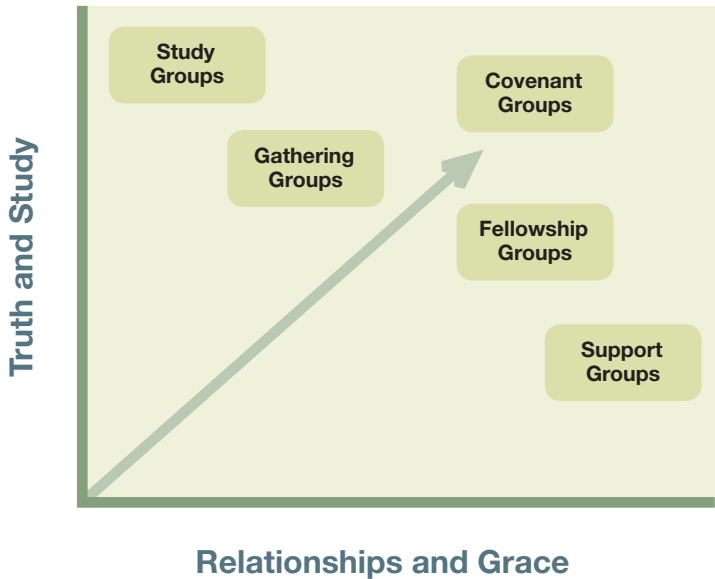 Study
Groups
Covenant
Groups
Gathering
Groups
Fellowship
Groups
Support
Groups
Truth and Study
Relationships and Grace